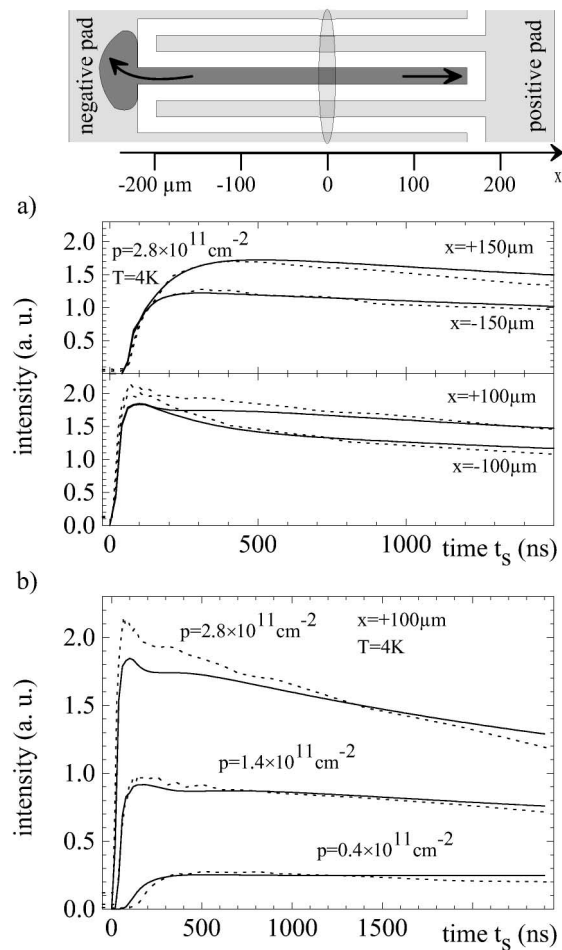 negative pad
positive pad
-200 µm -100 0 100 200 x
a)
2.0
1.5
1.0
0.5
p=2.8×10¹¹cm⁻²
T=4K
x=+150µm
x=-150µm
2.0
1.5
1.0
0.5
0.0
x=+100µm
x=-100µm
intensity (a. u.)
0 500 1000
time tₛ (ns)
b)
2.0
1.5
1.0
0.5
0.0
intensity (a. u.)
p=2.8×10¹¹cm⁻²
x=+100µm
T=4K
p=1.4×10¹¹cm⁻²
p=0.4×10¹¹cm⁻²
0 500 1000 1500
time tₛ (ns)